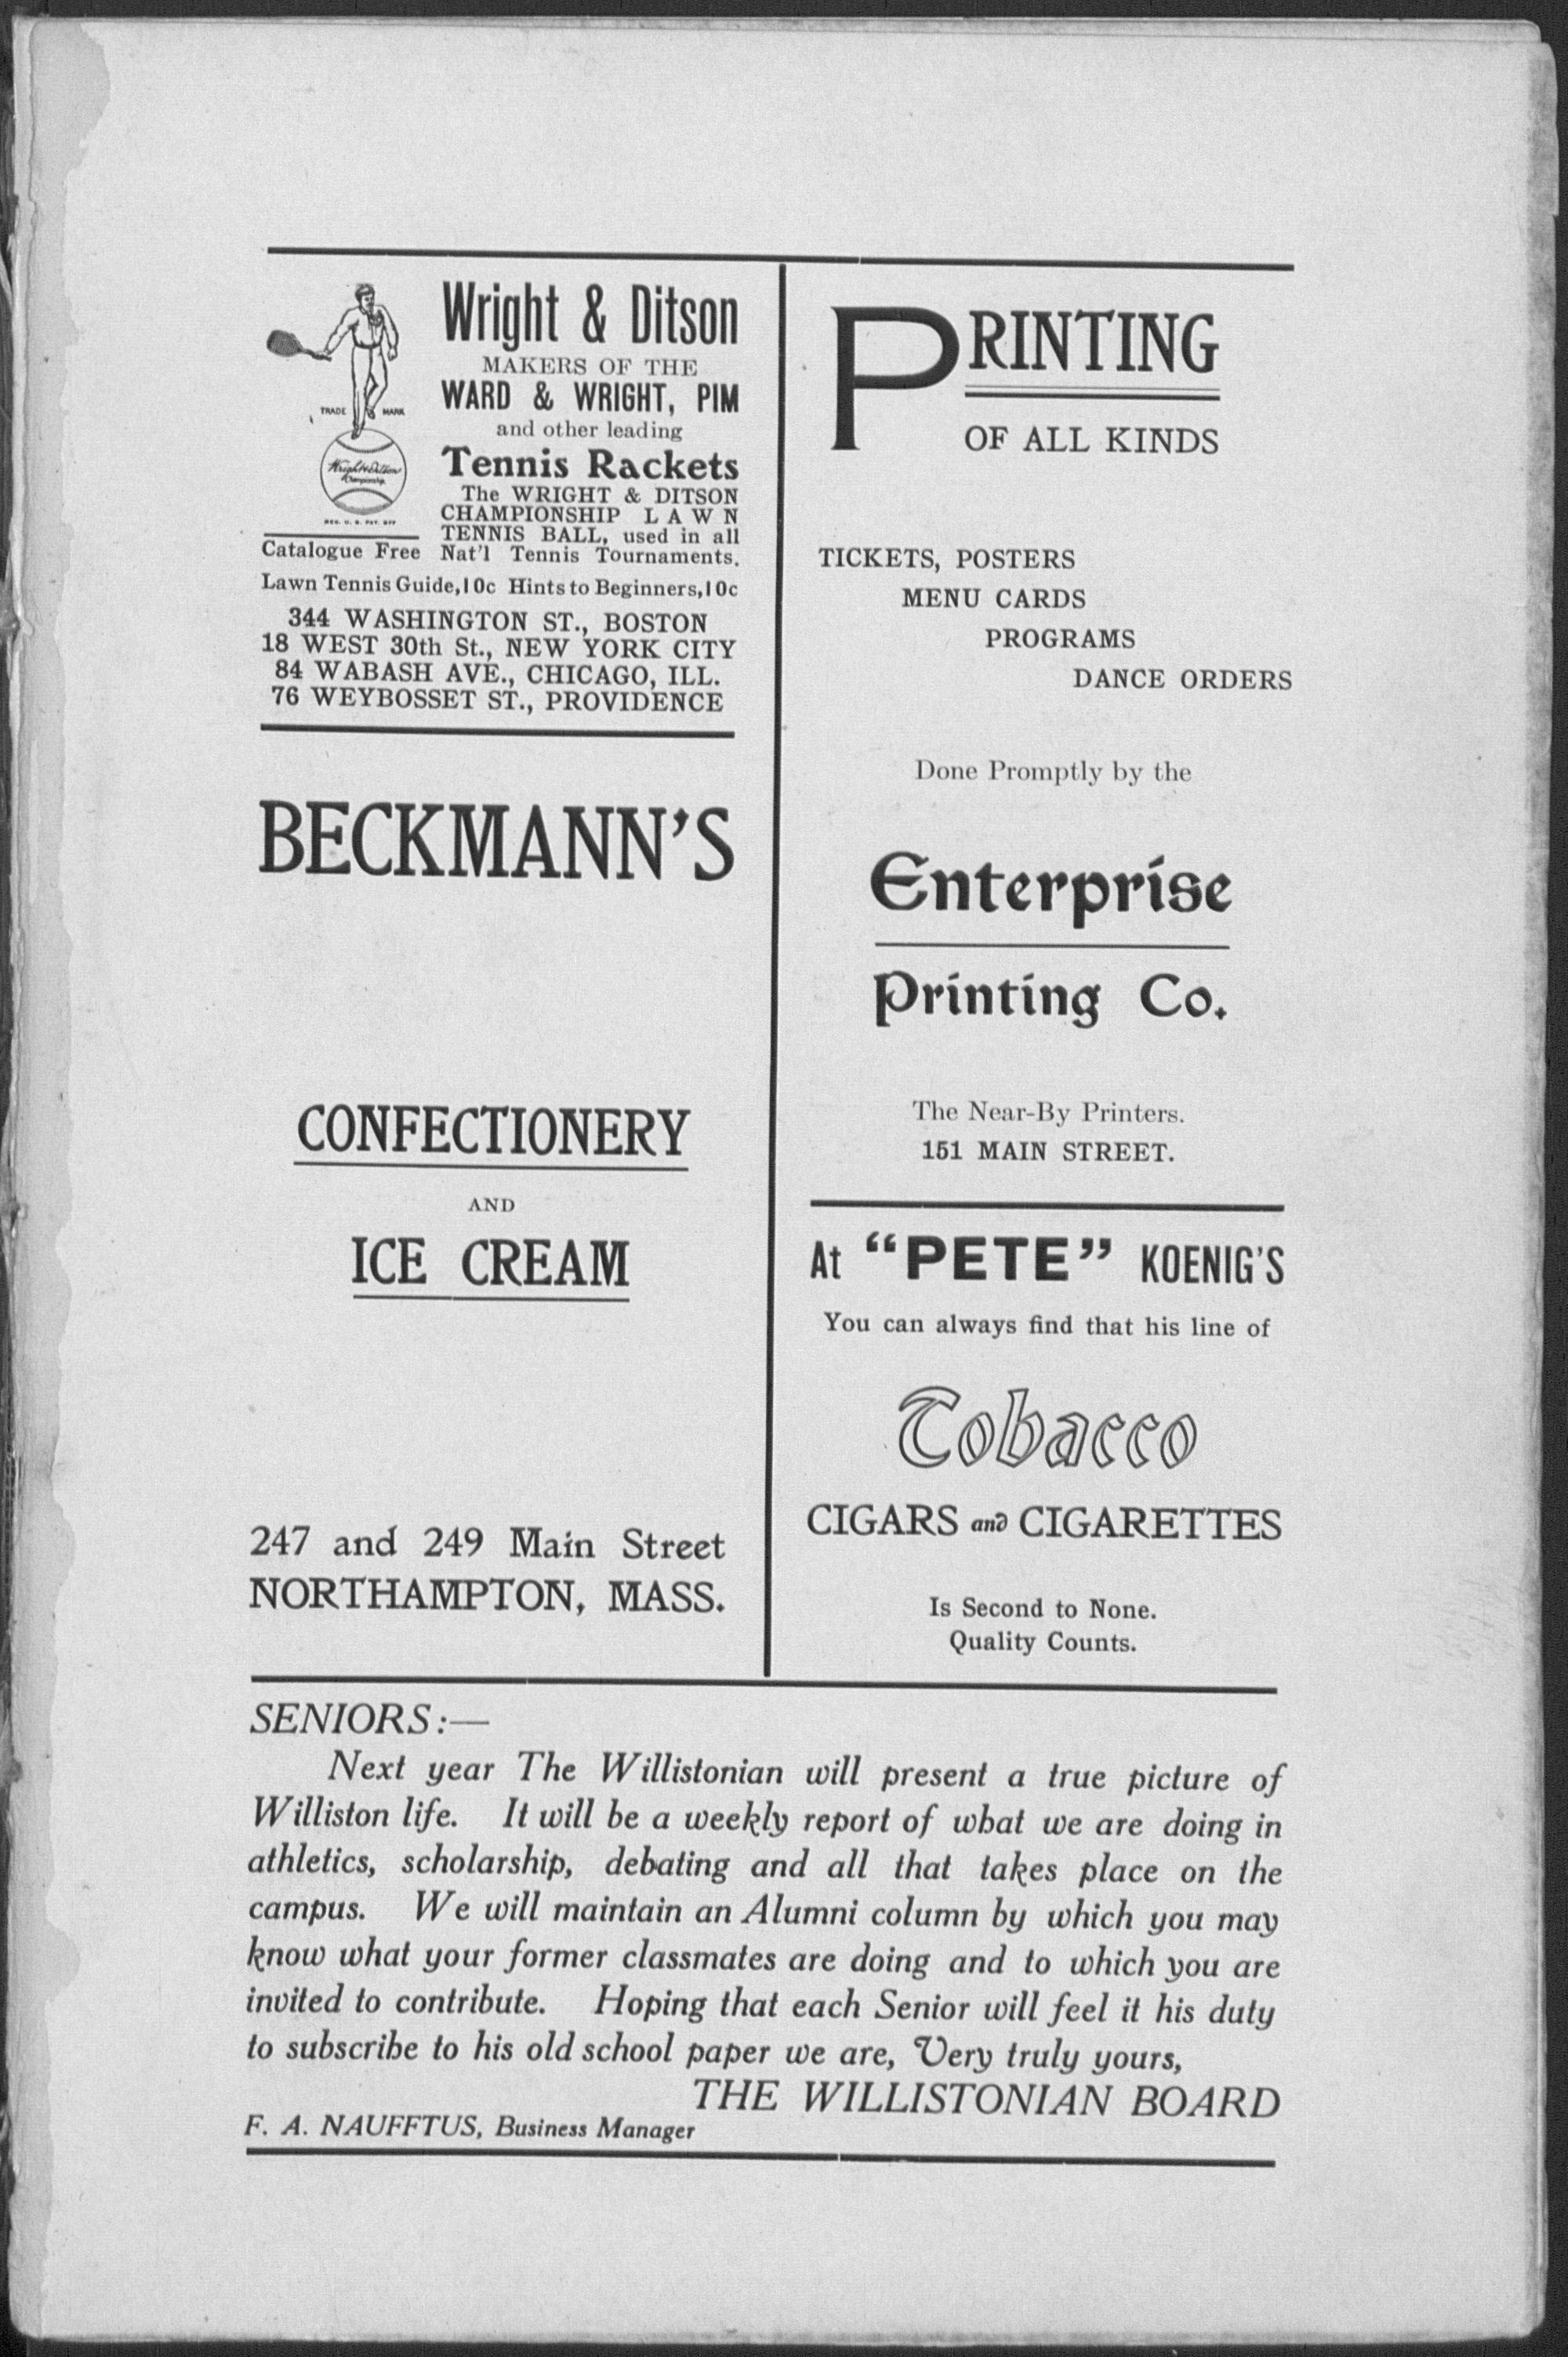 Wright & Ditson
MAKERS OF THE
WARD & WRIGHT, PIM
and other leading
Tennis Rackets
The WRIGHT & DITSON
CHAMPIONSHIP LAWN
TENNIS BALL, used in all
Nat'l Tennis Tournaments.
TRADE MARK
Wright & Ditson
Championship
REG. U. S. PAT. OFF
Catalogue Free
Lawn Tennis Guide, 10c Hints to Beginners, 10c
344 WASHINGTON ST., BOSTON
18 WEST 30th St., NEW YORK CITY
84 WABASH AVE., CHICAGO, ILL.
76 WEYBOSSET ST., PROVIDENCE
BECKMANN'S
CONFECTIONERY
AND
ICE CREAM
247 and 249 Main Street
NORTHAMPTON, MASS.
PRINTING
OF ALL KINDS
TICKETS, POSTERS
MENU CARDS
PROGRAMS
DANCE ORDERS
Done Promptly by the
Enterprise
Printing Co.
The Near-By Printers.
151 MAIN STREET.
At "PETE" KOENIG'S
You can always find that his line of
Tobacco
CIGARS and CIGARETTES
Is Second to None.
Quality Counts.
SENIORS:—
Next year The Willistonian will present a true picture of
Williston life. It will be a weekly report of what we are doing in
athletics, scholarship, debating and all that takes place on the
campus. We will maintain an Alumni column by which you may
know what your former classmates are doing and to which you are
invited to contribute. Hoping that each Senior will feel it his duty
to subscribe to his old school paper we are, Very truly yours,
THE WILLISTONIAN BOARD
F. A. NAUFFTUS, Business Manager